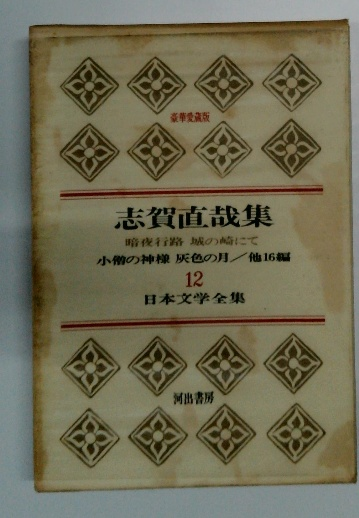 豪華愛蔵版
志賀直哉集
暗夜行路 城の崎にて
小僧の神様 灰色の月／他16編
12
日本文学全集
河出書房